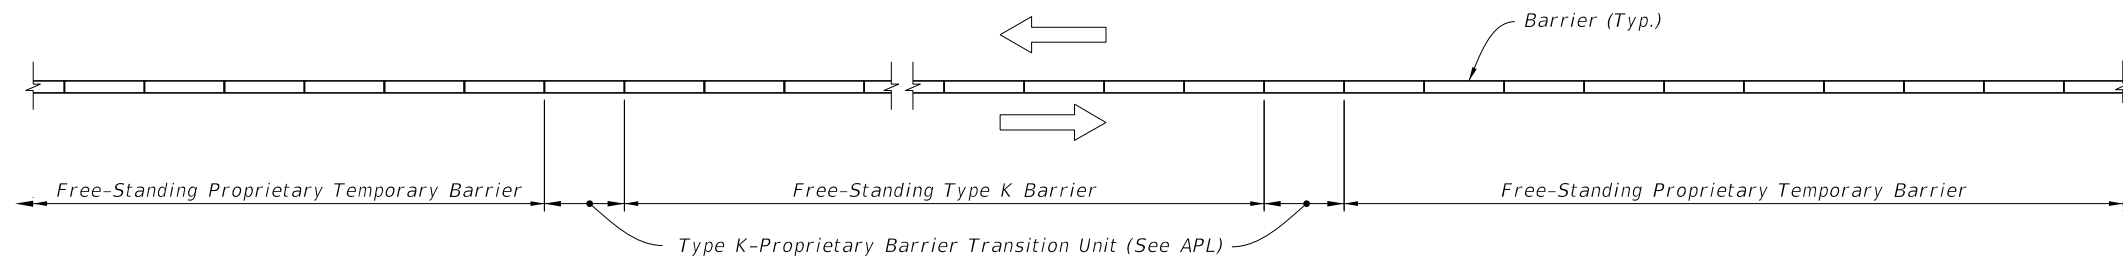 Barrier (Typ.)
Free-Standing Proprietary Temporary Barrier
Free-Standing Type K Barrier
Free-Standing Proprietary Temporary Barrier
Type K-Proprietary Barrier Transition Unit (See APL)